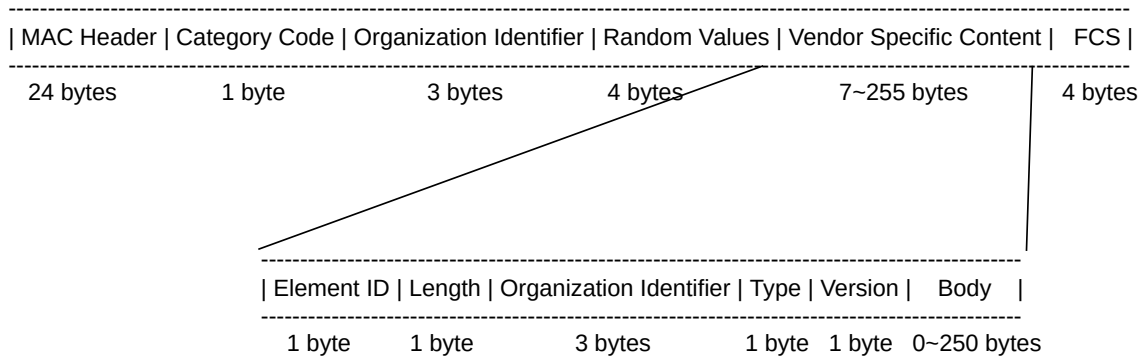 | MAC Header | Category Code | Organization Identifier | Random Values | Vendor Specific Content | FCS |
24 bytes 1 byte 3 bytes 4 bytes 7~255 bytes 4 bytes
| Element ID | Length | Organization Identifier | Type | Version | Body |
1 byte 1 byte 3 bytes 1 byte 1 byte 0~250 bytes